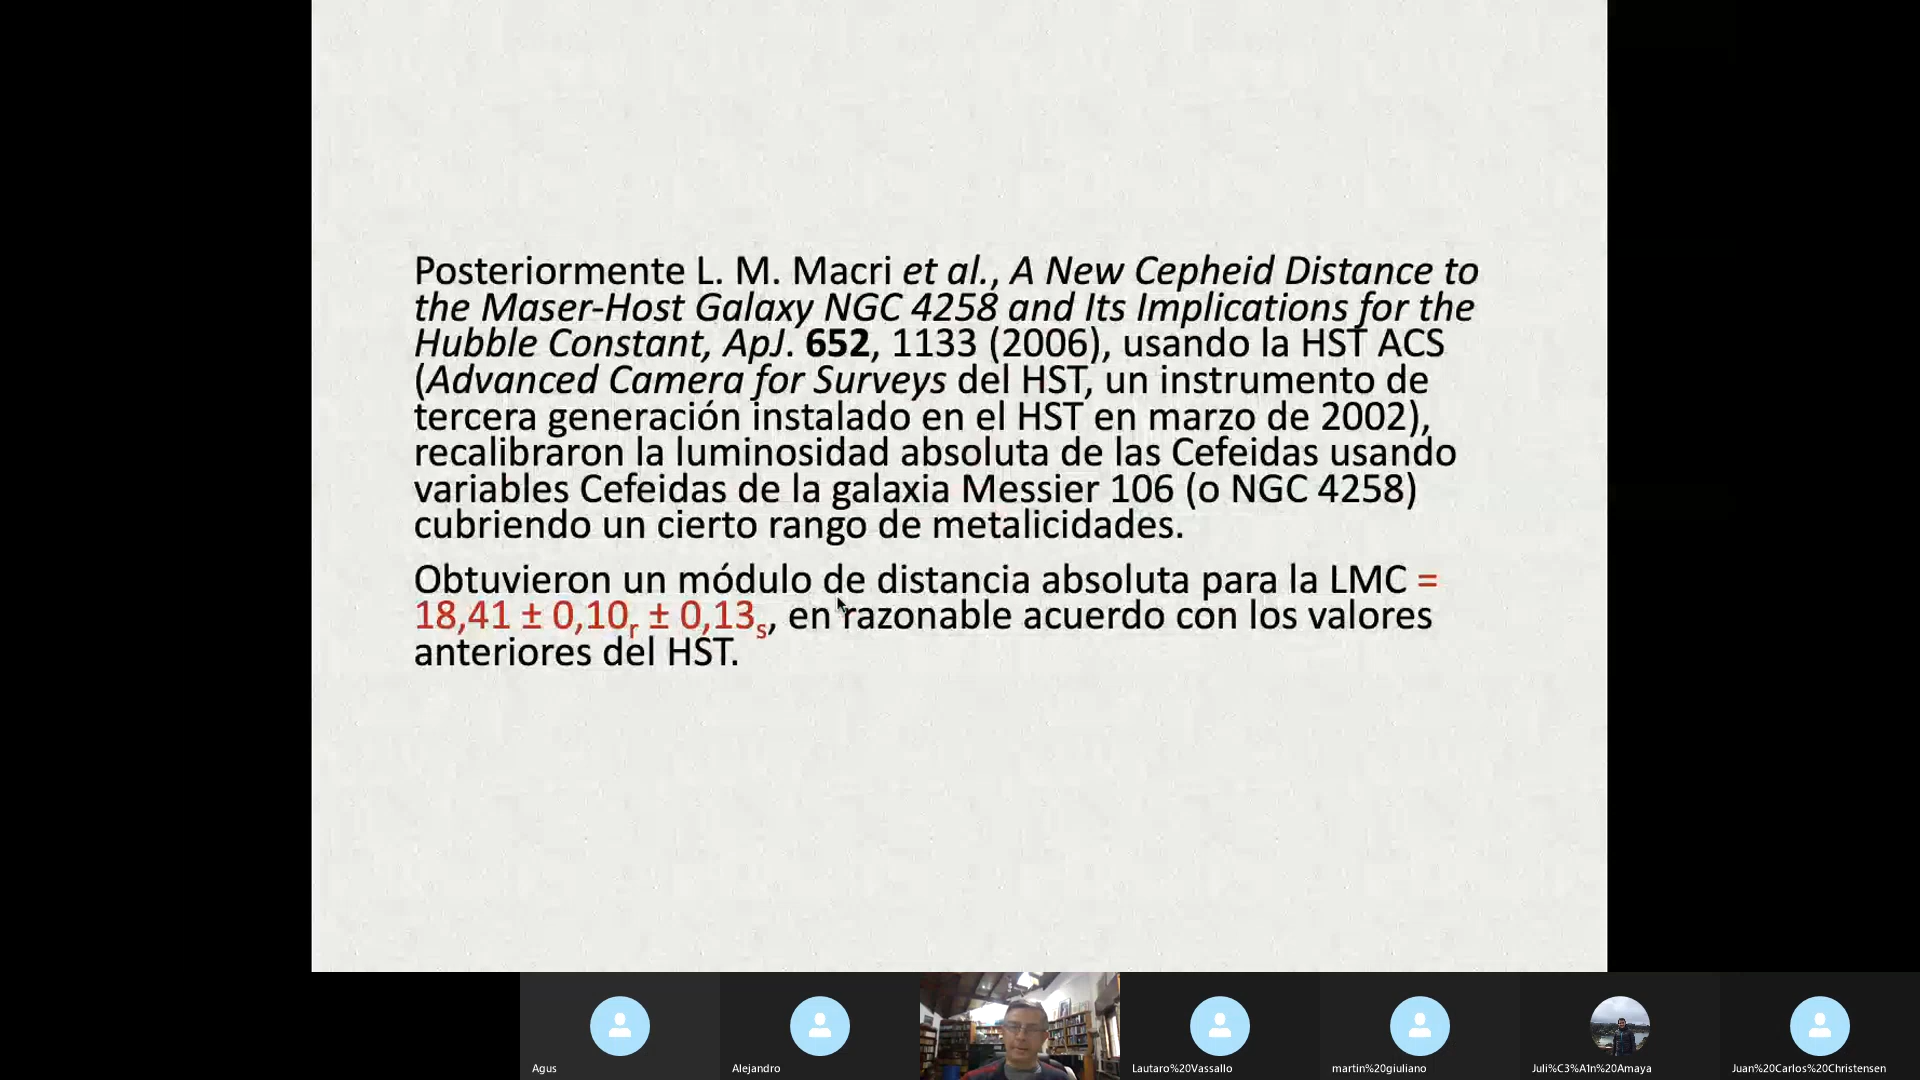 Posteriormente L. M. Macri et al., A New Cepheid Distance to
the Maser-Host Galaxy NGC 4258 and Its Implications for the
Hubble Constant, ApJ. 652, 1133 (2006), usando la HST ACS
(Advanced Camera for Surveys del HST, un instrumento de
tercera generación instalado en el HST en marzo de 2002),
recalibraron la luminosidad absoluta de las Cefeidas usando
variables Cefeidas de la galaxia Messier 106 (o NGC 4258)
cubriendo un cierto rango de metalicidades.
Obtuvieron un módulo de distancia absoluta para la LMC =
18,41 ± 0,10r ± 0,13s, en razonable acuerdo con los valores
anteriores del HST.
Agus
Alejandro
Lautaro%20Vassallo
martin%20giuliano
Juli%C3%A1n%20Amaya
Juan%20Carlos%20Christensen